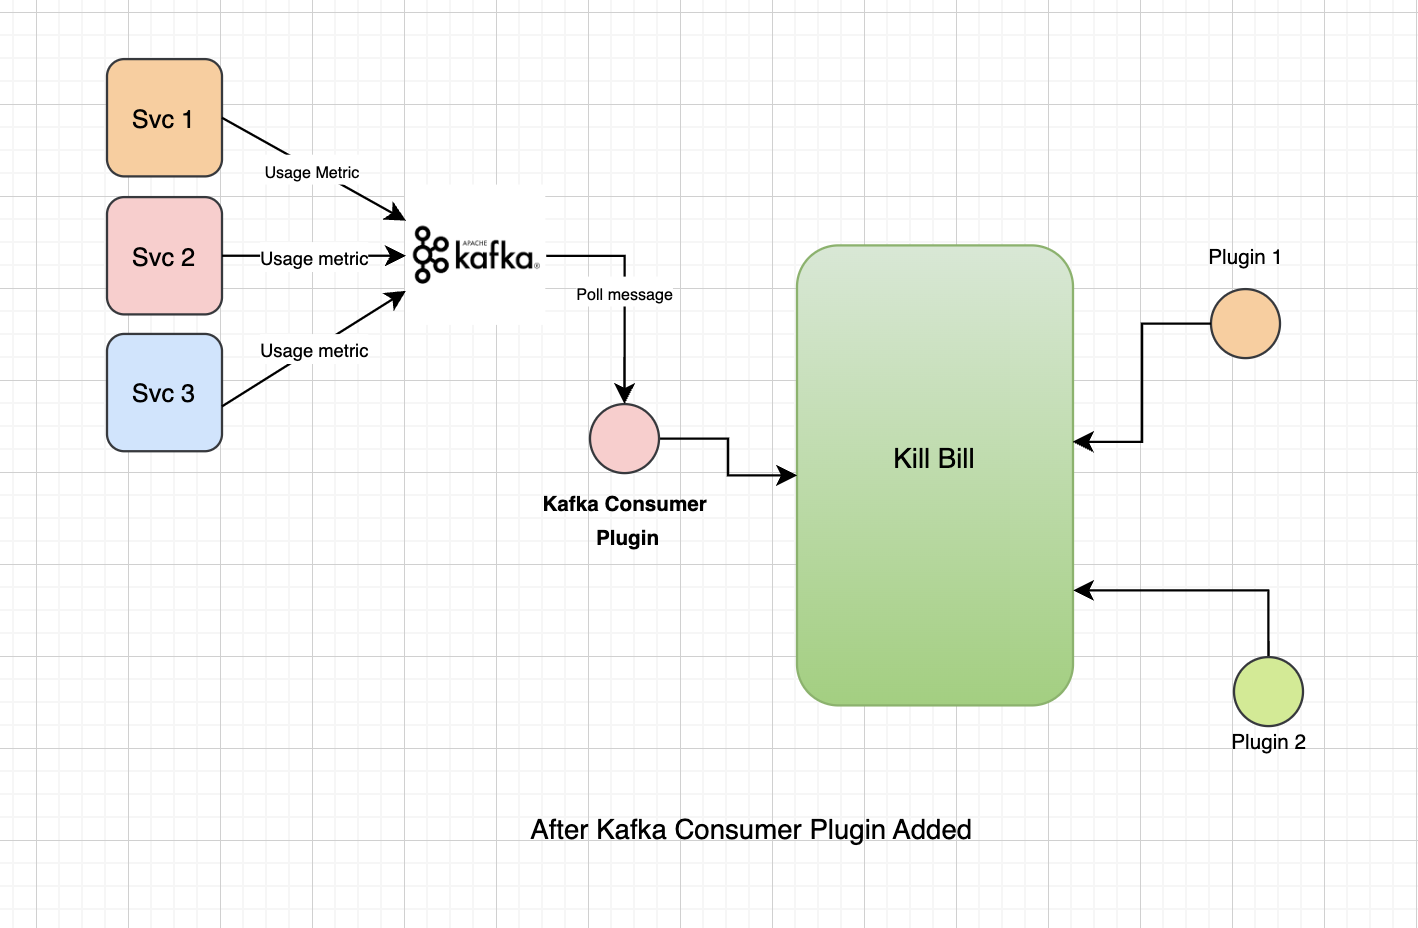 Svc 1
Usage Metric
Svc 2
Usage metric
APACHE
kafka®
Poll message
Svc 3
Usage metric
Kafka Consumer
Plugin
Kill Bill
Plugin 1
Plugin 2
After Kafka Consumer Plugin Added